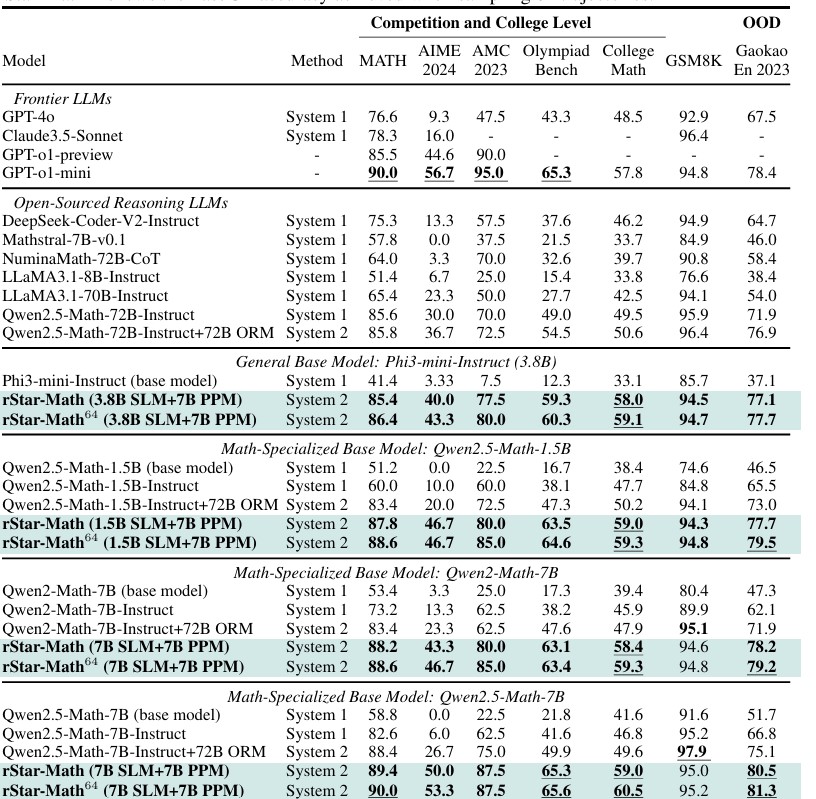 Competition and College Level OOD
Model Method MATH AIME 2024 AMC 2023 Olympiad Bench College Math GSM8K Gaokao En 2023
Frontier LLMs
GPT-4o System 1 76.6 9.3 47.5 43.3 48.5 92.9 67.5
Claude3.5-Sonnet System 1 78.3 16.0 - - - 96.4 -
GPT-o1-preview - 85.5 44.6 90.0 - - - -
GPT-o1-mini - 90.0 56.7 95.0 65.3 57.8 94.8 78.4
Open-Sourced Reasoning LLMs
DeepSeek-Coder-V2-Instruct System 1 75.3 13.3 57.5 37.6 46.2 94.9 64.7
Mathstral-7B-v0.1 System 1 57.8 0.0 37.5 21.5 33.7 84.9 46.0
NuminaMath-72B-CoT System 1 64.0 3.3 70.0 32.6 39.7 90.8 58.4
LLaMA3.1-8B-Instruct System 1 51.4 6.7 25.0 15.4 33.8 76.6 38.4
LLaMA3.1-70B-Instruct System 1 65.4 23.3 50.0 27.7 42.5 94.1 54.0
Qwen2.5-Math-72B-Instruct System 1 85.6 30.0 70.0 49.0 49.5 95.9 71.9
Qwen2.5-Math-72B-Instruct+72B ORM System 2 85.8 36.7 72.5 54.5 50.6 96.4 76.9
General Base Model: Phi3-mini-Instruct (3.8B)
Phi3-mini-Instruct (base model) System 1 41.4 3.33 7.5 12.3 33.1 85.7 37.1
rStar-Math (3.8B SLM+7B PPM) System 2 85.4 40.0 77.5 59.3 58.0 94.5 77.1
rStar-Math⁶⁴ (3.8B SLM+7B PPM) System 2 86.4 43.3 80.0 60.3 59.1 94.7 77.7
Math-Specialized Base Model: Qwen2.5-Math-1.5B
Qwen2.5-Math-1.5B (base model) System 1 51.2 0.0 22.5 16.7 38.4 74.6 46.5
Qwen2.5-Math-1.5B-Instruct System 1 60.0 10.0 60.0 38.1 47.7 84.8 65.5
Qwen2.5-Math-1.5B-Instruct+72B ORM System 2 83.4 20.0 72.5 47.3 50.2 94.1 73.0
rStar-Math (1.5B SLM+7B PPM) System 2 87.8 46.7 80.0 63.5 59.0 94.3 77.7
rStar-Math⁶⁴ (1.5B SLM+7B PPM) System 2 88.6 46.7 85.0 64.6 59.3 94.8 79.5
Math-Specialized Base Model: Qwen2-Math-7B
Qwen2-Math-7B (base model) System 1 53.4 3.3 25.0 17.3 39.4 80.4 47.3
Qwen2-Math-7B-Instruct System 1 73.2 13.3 62.5 38.2 45.9 89.9 62.1
Qwen2-Math-7B-Instruct+72B ORM System 2 83.4 23.3 62.5 47.6 47.9 95.1 71.9
rStar-Math (7B SLM+7B PPM) System 2 88.2 43.3 80.0 63.1 58.4 94.6 78.2
rStar-Math⁶⁴ (7B SLM+7B PPM) System 2 88.6 46.7 85.0 63.4 59.3 94.8 79.2
Math-Specialized Base Model: Qwen2.5-Math-7B
Qwen2.5-Math-7B (base model) System 1 58.8 0.0 22.5 21.8 41.6 91.6 51.7
Qwen2.5-Math-7B-Instruct System 1 82.6 6.0 62.5 41.6 46.8 95.2 66.8
Qwen2.5-Math-7B-Instruct+72B ORM System 2 88.4 26.7 75.0 49.9 49.6 97.9 75.1
rStar-Math (7B SLM+7B PPM) System 2 89.4 50.0 87.5 65.3 59.0 95.0 80.5
rStar-Math⁶⁴ (7B SLM+7B PPM) System 2 90.0 53.3 87.5 65.6 60.5 95.2 81.3